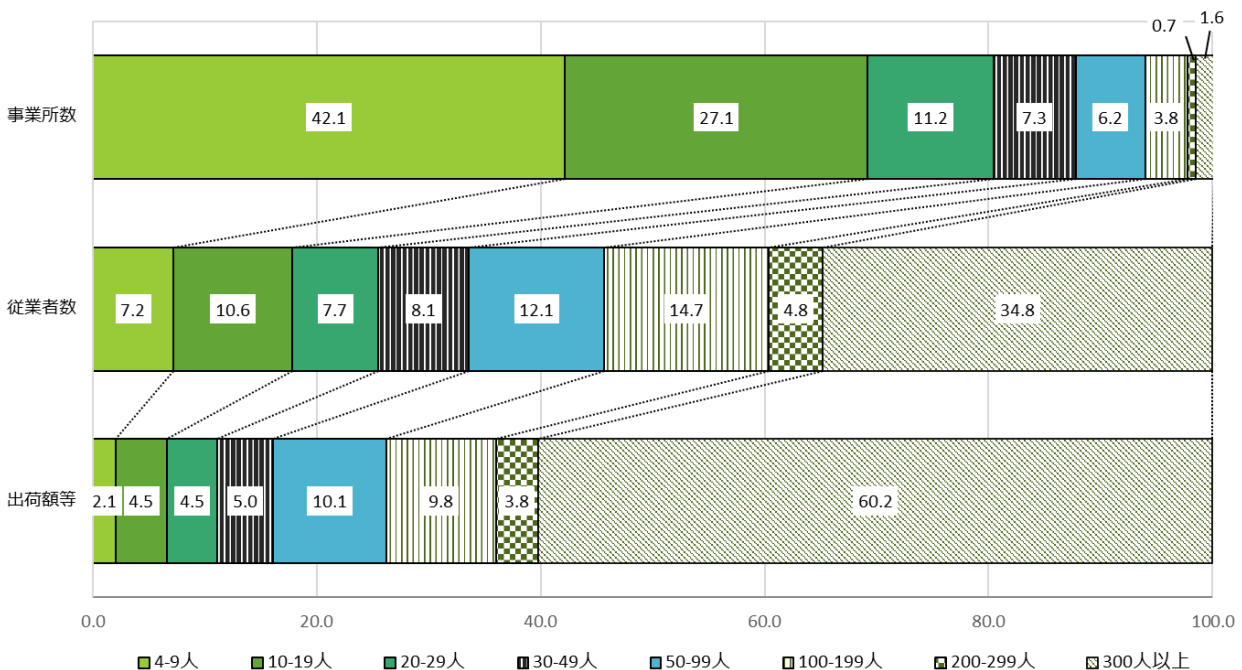 0.7 1.6
事業所数 42.1 27.1 11.2 7.3 6.2 3.8
従業者数 7.2 10.6 7.7 8.1 12.1 14.7 4.8 34.8
出荷額等 2.1 4.5 4.5 5.0 10.1 9.8 3.8 60.2
0.0 20.0 40.0 60.0 80.0 100.0
4-9人 10-19人 20-29人 30-49人 50-99人 100-199人 200-299人 300人以上